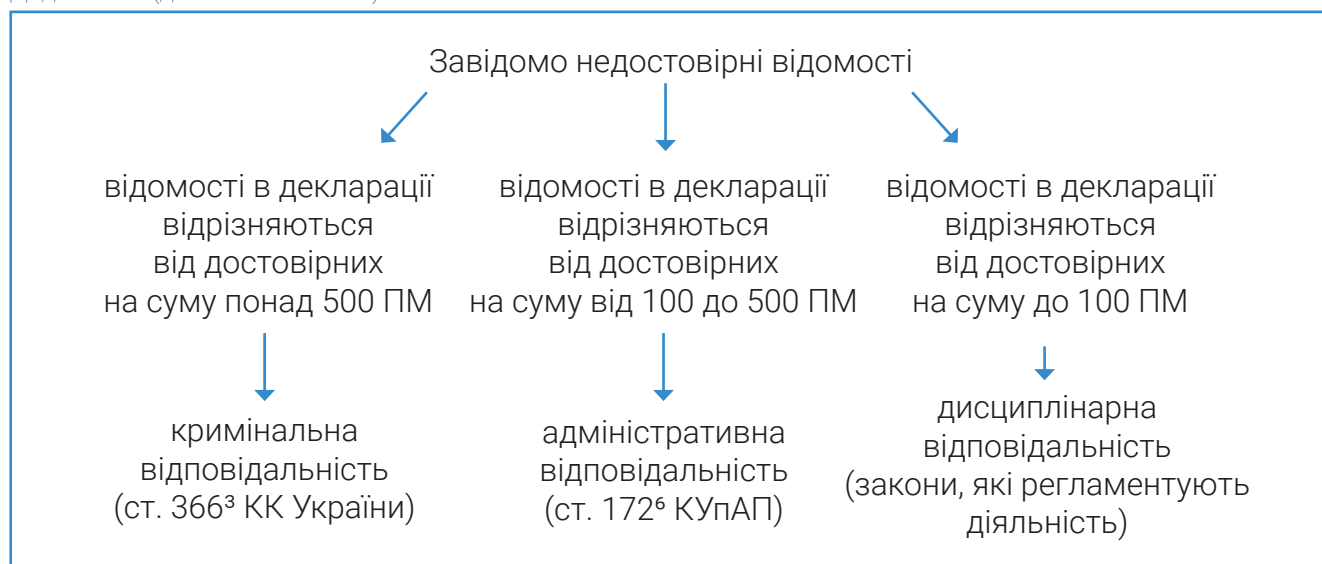 Завідомо недостовірні відомості
відомості в декларації
відрізняються
від достовірних
на суму понад 500 ПМ
відомості в декларації
відрізняються
від достовірних
на суму від 100 до 500 ПМ
відомості в декларації
відрізняються
від достовірних
на суму до 100 ПМ
кримінальна
відповідальність
(ст. 366³ КК України)
адміністративна
відповідальність
(ст. 172⁶ КУпАП)
дисциплінарна
відповідальність
(закони, які регламентують
діяльність)